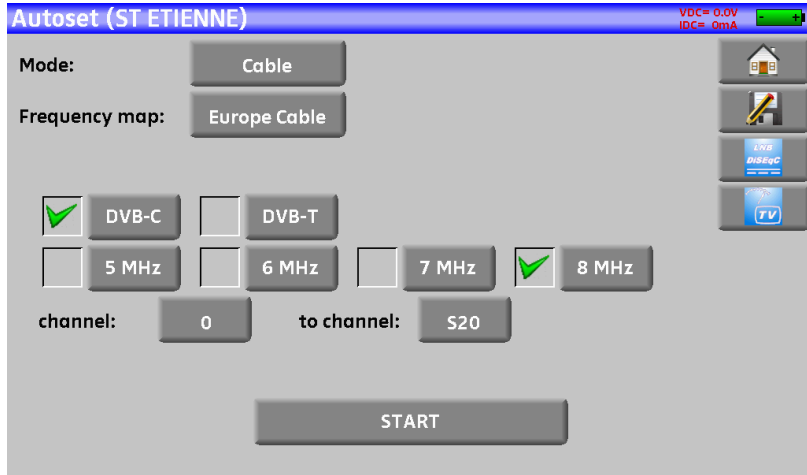 Autoset (ST ETIENNE)
VDC= 0.0V
IDC= 0mA
- +
Mode: Cable
Frequency map: Europe Cable
LNB
DiSEqC
TV
DVB-C DVB-T
5 MHz 6 MHz 7 MHz 8 MHz
channel: 0 to channel: S20
START